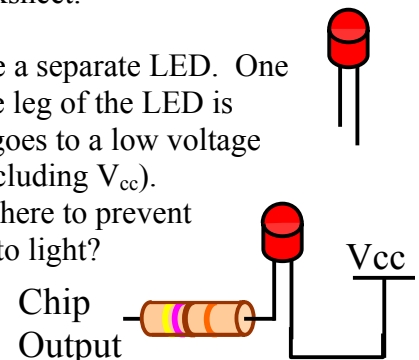 e a separate LED.  One
e leg of the LED is
goes to a low voltage
cluding Vcc).
here to prevent
to light?
Vcc
Chip
Output